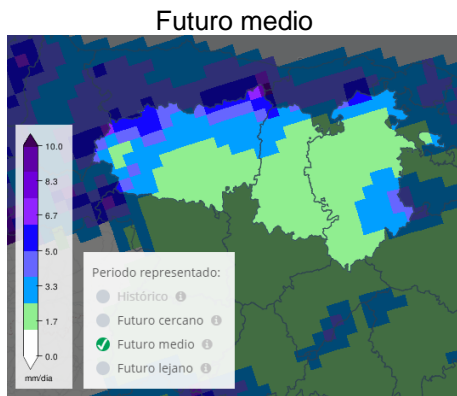 Futuro medio
10.0
8.3
6.7
5.0
3.3
1.7
0.0
mm/dia
Periodo representado:
Histórico
Futuro cercano
Futuro medio
Futuro lejano